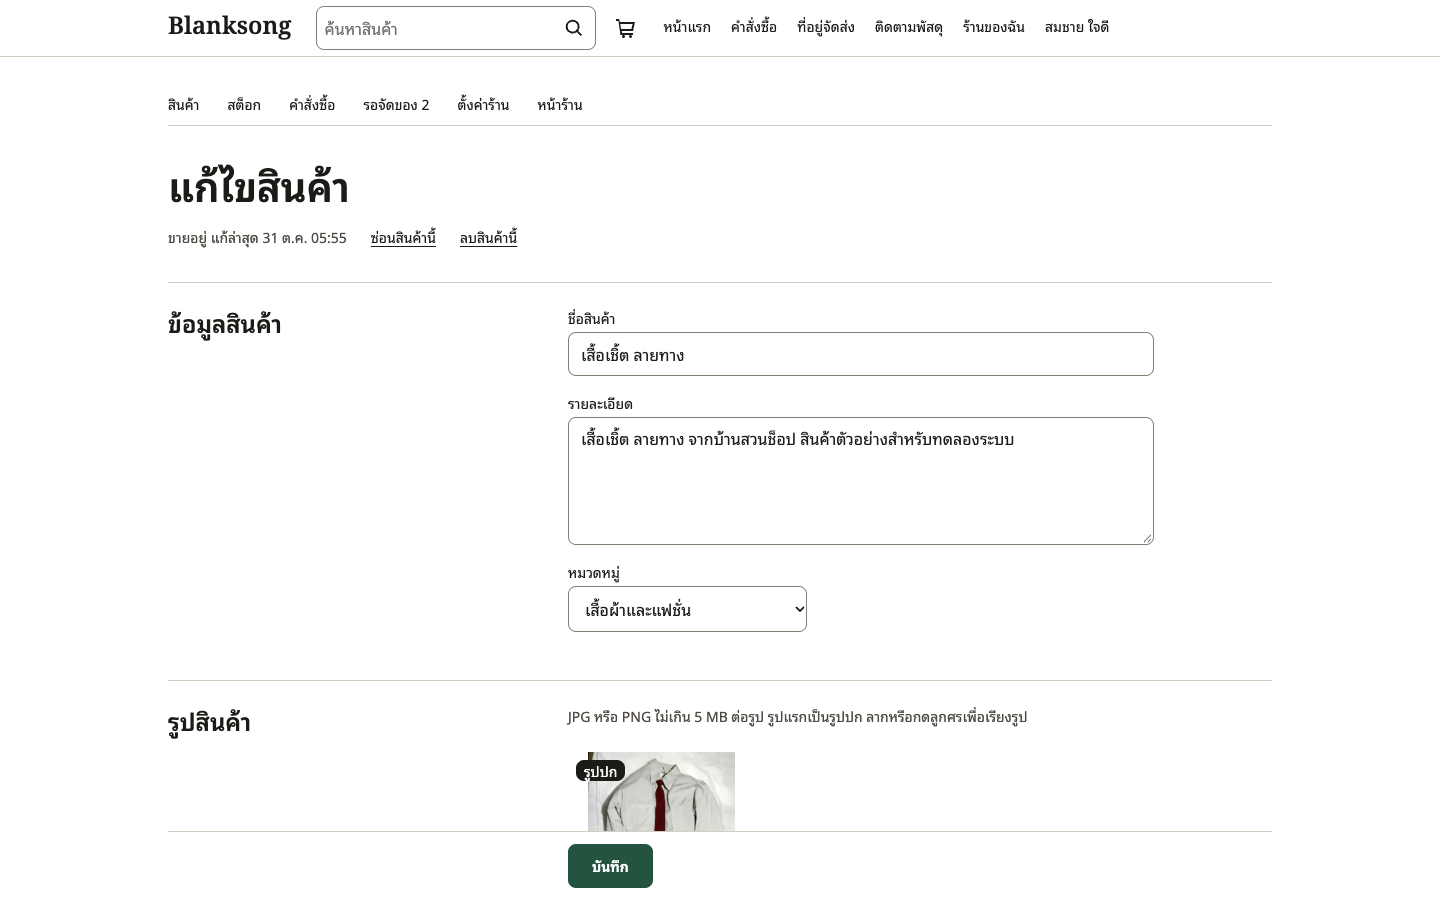 Blanksong
ค้นหาสินค้า
หน้าแรก
คำสั่งซื้อ
ที่อยู่จัดส่ง
ติดตามพัสดุ
ร้านของฉัน
สมชาย ใจดี
สินค้า
สต็อก
คำสั่งซื้อ
รอจัดของ 2
ตั้งค่าร้าน
หน้าร้าน
แก้ไขสินค้า
ขายอยู่ แก้ล่าสุด 31 ต.ค. 05:55
ซ่อนสินค้านี้
ลบสินค้านี้
ข้อมูลสินค้า
ชื่อสินค้า
เสื้อเชิ้ต ลายทาง
รายละเอียด
เสื้อเชิ้ต ลายทาง จากบ้านสวนช็อป สินค้าตัวอย่างสำหรับทดลองระบบ
หมวดหมู่
เสื้อผ้าและแฟชั่น
รูปสินค้า
JPG หรือ PNG ไม่เกิน 5 MB ต่อรูป รูปแรกเป็นรูปปก ลากหรือกดลูกศรเพื่อเรียงรูป
รูปปก
บันทึก